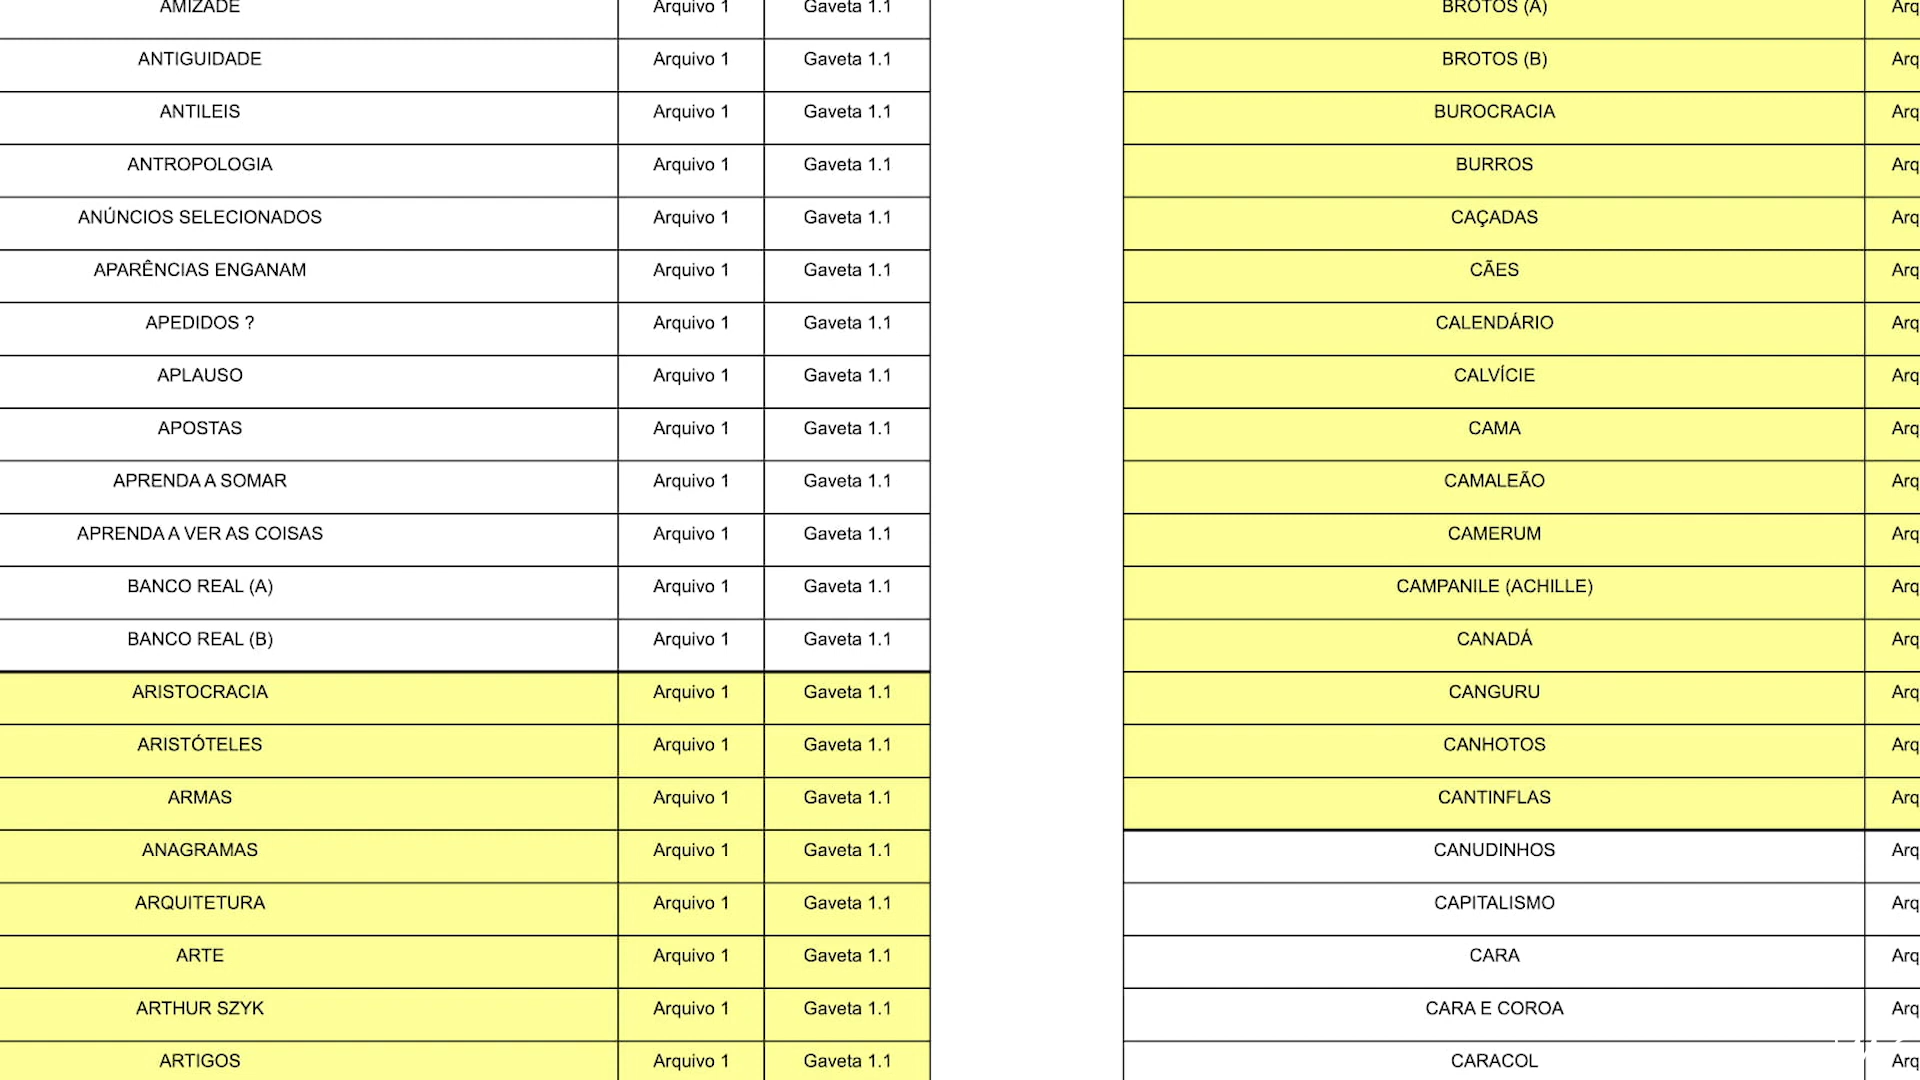 AMIZADE Arquivo 1 Gaveta 1.1
ANTIGUIDADE Arquivo 1 Gaveta 1.1
ANTILEIS Arquivo 1 Gaveta 1.1
ANTROPOLOGIA Arquivo 1 Gaveta 1.1
ANÚNCIOS SELECIONADOS Arquivo 1 Gaveta 1.1
APARÊNCIAS ENGANAM Arquivo 1 Gaveta 1.1
APEDIDOS ? Arquivo 1 Gaveta 1.1
APLAUSO Arquivo 1 Gaveta 1.1
APOSTAS Arquivo 1 Gaveta 1.1
APRENDA A SOMAR Arquivo 1 Gaveta 1.1
APRENDA A VER AS COISAS Arquivo 1 Gaveta 1.1
BANCO REAL (A) Arquivo 1 Gaveta 1.1
BANCO REAL (B) Arquivo 1 Gaveta 1.1
ARISTOCRACIA Arquivo 1 Gaveta 1.1
ARISTÓTELES Arquivo 1 Gaveta 1.1
ARMAS Arquivo 1 Gaveta 1.1
ANAGRAMAS Arquivo 1 Gaveta 1.1
ARQUITETURA Arquivo 1 Gaveta 1.1
ARTE Arquivo 1 Gaveta 1.1
ARTHUR SZYK Arquivo 1 Gaveta 1.1
ARTIGOS Arquivo 1 Gaveta 1.1
BROTOS (A) Arq
BROTOS (B) Arq
BUROCRACIA Arq
BURROS Arq
CAÇADAS Arq
CÃES Arq
CALENDÁRIO Arq
CALVÍCIE Arq
CAMA Arq
CAMALEÃO Arq
CAMERUM Arq
CAMPANILE (ACHILLE) Arq
CANADÁ Arq
CANGURU Arq
CANHOTOS Arq
CANTINFLAS Arq
CANUDINHOS Arq
CAPITALISMO Arq
CARA Arq
CARA E COROA Arq
CARACOL Arq